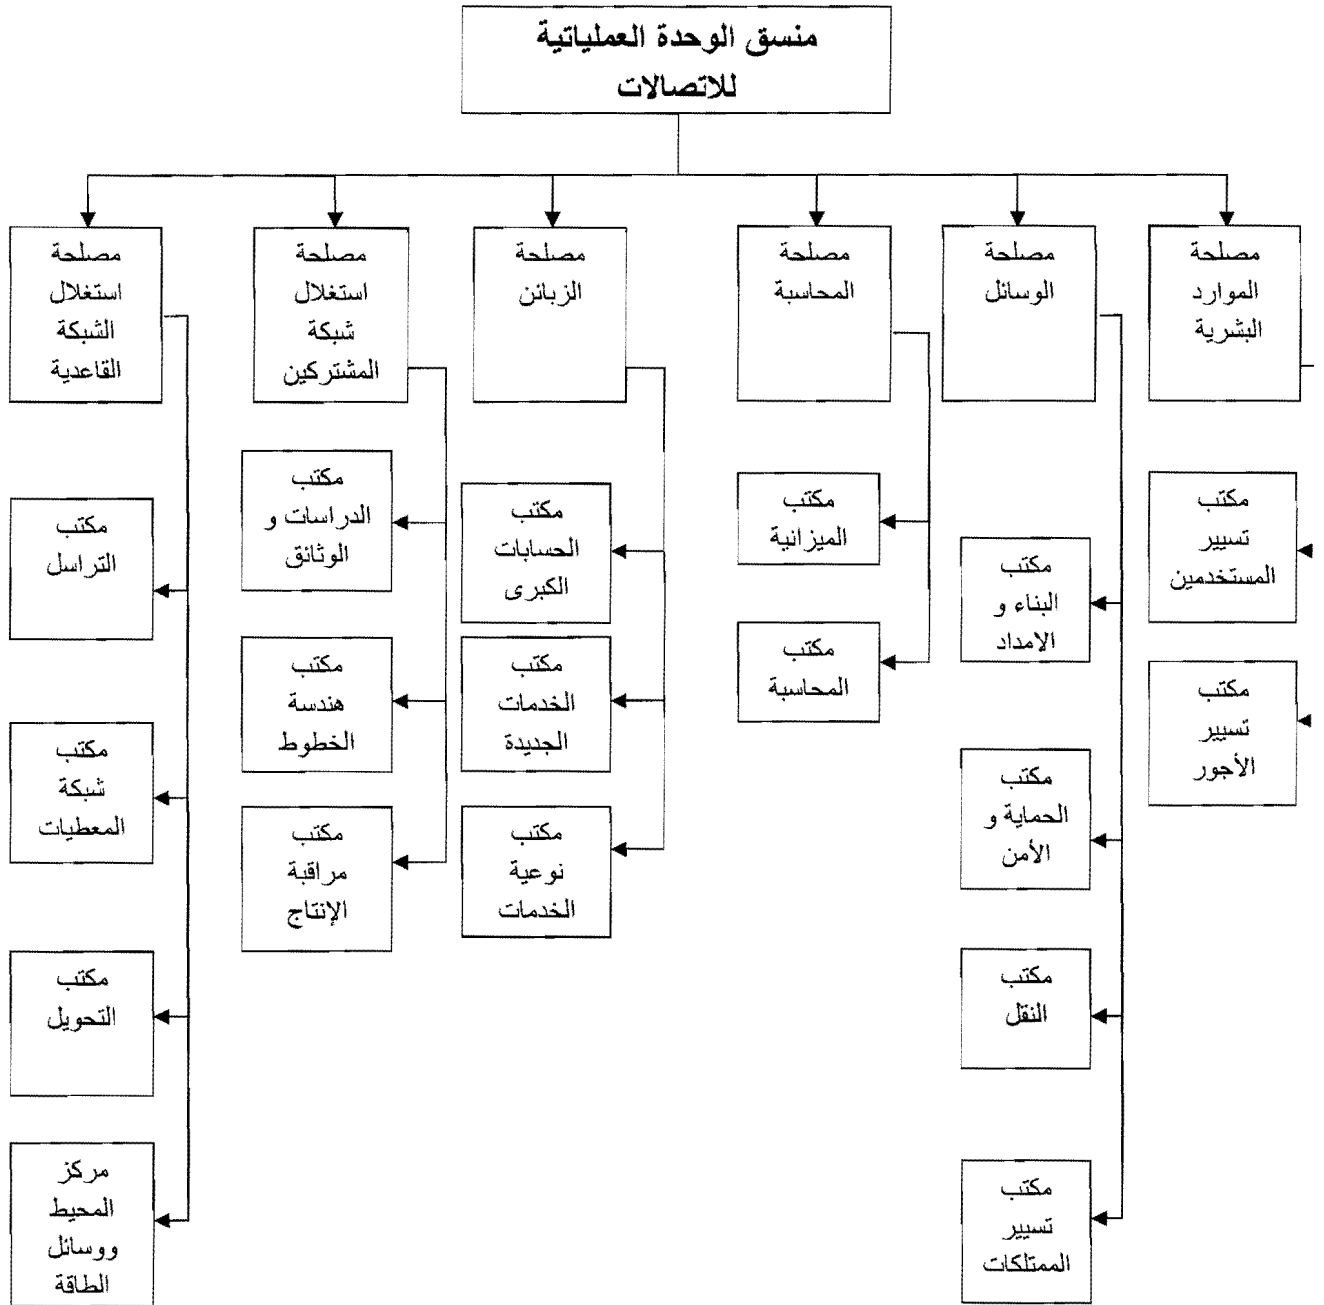 منسق الوحدة العملياتية
للاتصالات
مصلحة
الموارد
البشرية
مصلحة
الوسائل
مصلحة
المحاسبة
مصلحة
الزبائن
مصلحة
استغلال
شبكة
المشتركين
مصلحة
استغلال
الشبكة
القاعدية
مكتب
تسيير
المستخدمين
مكتب
تسيير
الأجور
مكتب
البناء و
الامداد
مكتب
الحماية و
الأمن
مكتب
النقل
مكتب
تسيير
الممتلكات
مكتب
الميزانية
مكتب
المحاسبة
مكتب
الحسابات
الكبرى
مكتب
الخدمات
الجديدة
مكتب
نوعية
الخدمات
مكتب
الدراسات و
الوثائق
مكتب
هندسة
الخطوط
مكتب
مراقبة
الإنتاج
مكتب
التراسل
مكتب
شبكة
المعطيات
مكتب
التحويل
مركز
المحيط
ووسائل
الطاقة